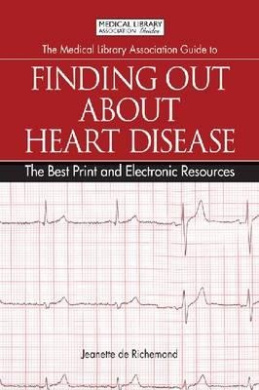 MEDICAL LIBRARY
ASSOCIATION Guides
The Medical Library Association Guide to
FINDING OUT
ABOUT
HEART DISEASE
The Best Print and Electronic Resources
Jeanette de Richemond